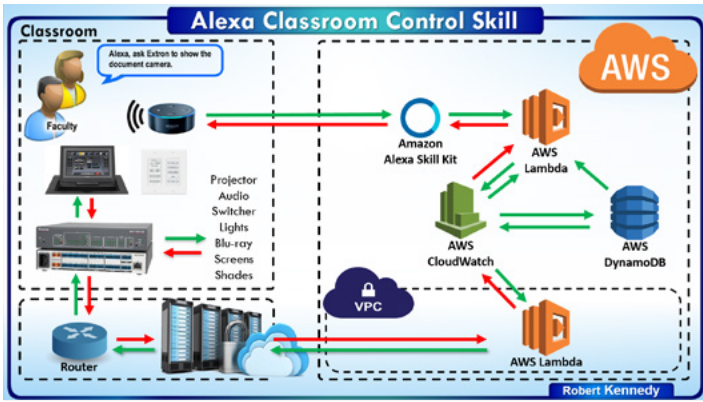 Alexa Classroom Control Skill
Classroom
Alexa, ask Extron to show the
document camera.
Faculty
AWS
Amazon
Alexa Skill Kit
AWS
Lambda
Projector
Audio
Switcher
Lights
Blu-ray
Screens
Shades
AWS
CloudWatch
AWS
DynamoDB
VPC
Router
AWS Lambda
Robert Kennedy